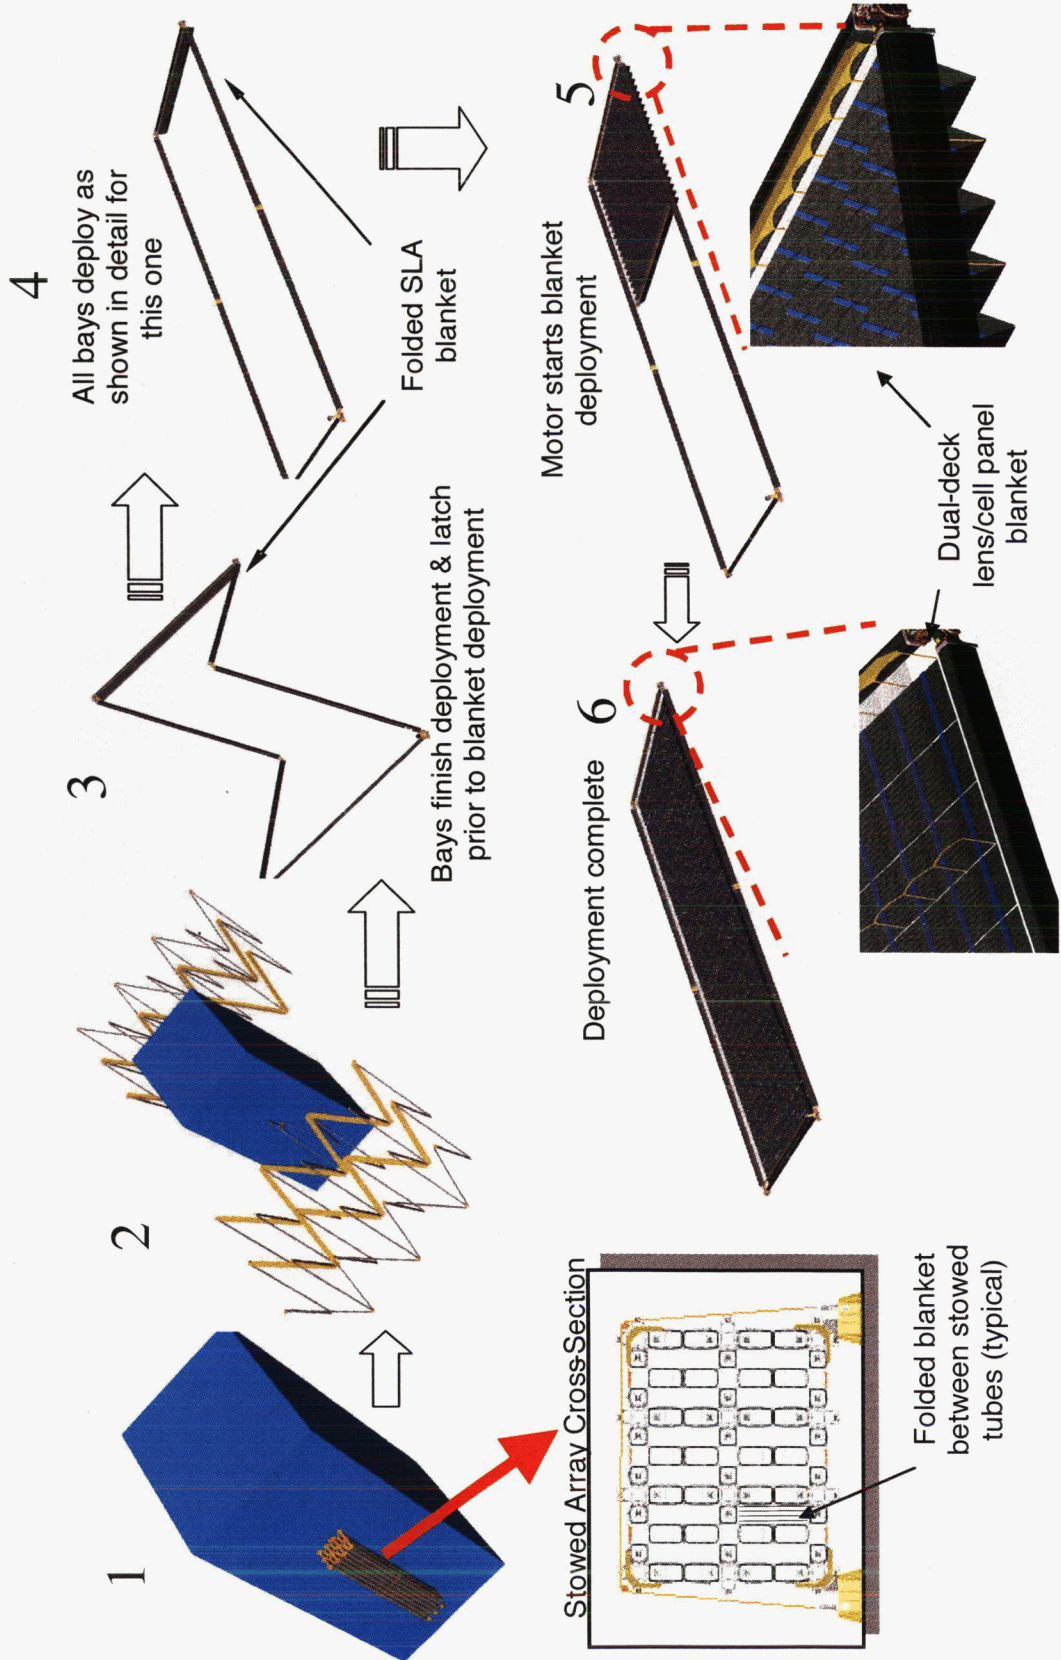 1
2
3
4
All bays deploy as
shown in detail for
this one
Bays finish deployment & latch
prior to blanket deployment
Folded SLA
blanket
Stowed Array Cross-Section
Folded blanket
between stowed
tubes (typical)
6
Deployment complete
5
Motor starts blanket
deployment
Dual-deck
lens/cell panel
blanket